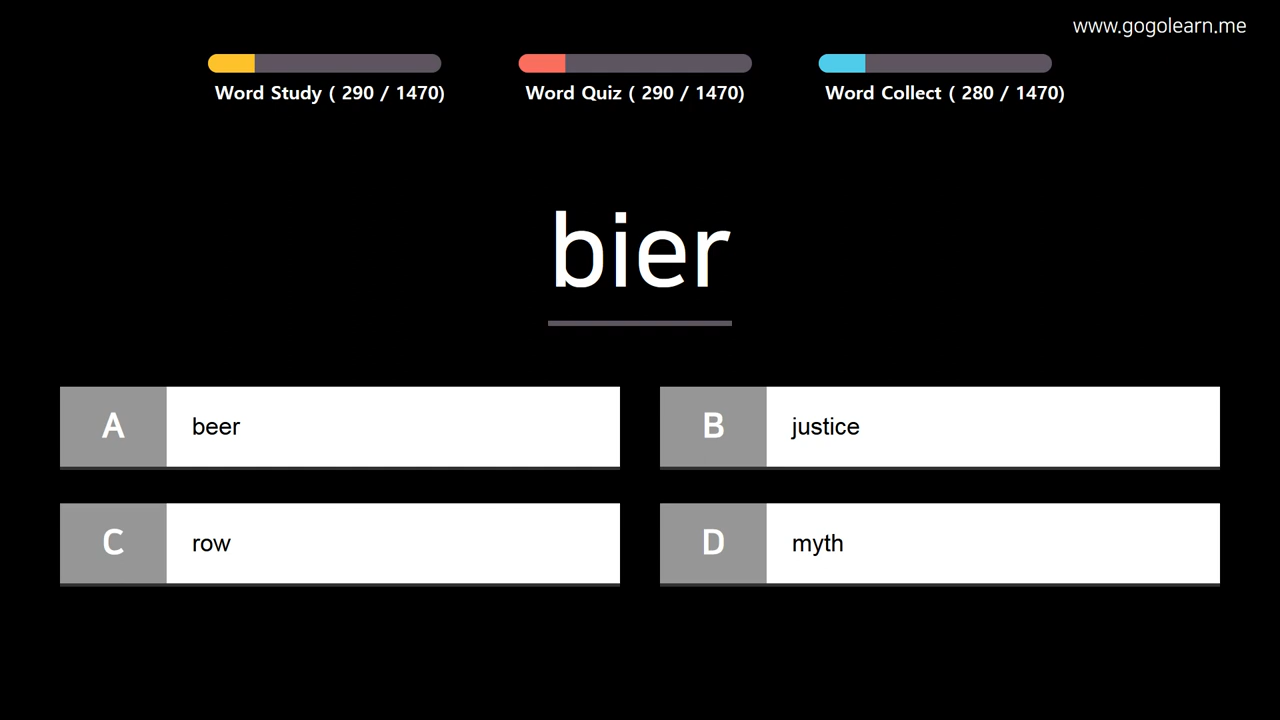 www.gogolearn.me
Word Study ( 290 / 1470)
Word Quiz ( 290 / 1470)
Word Collect ( 280 / 1470)
bier
A beer
B justice
C row
D myth